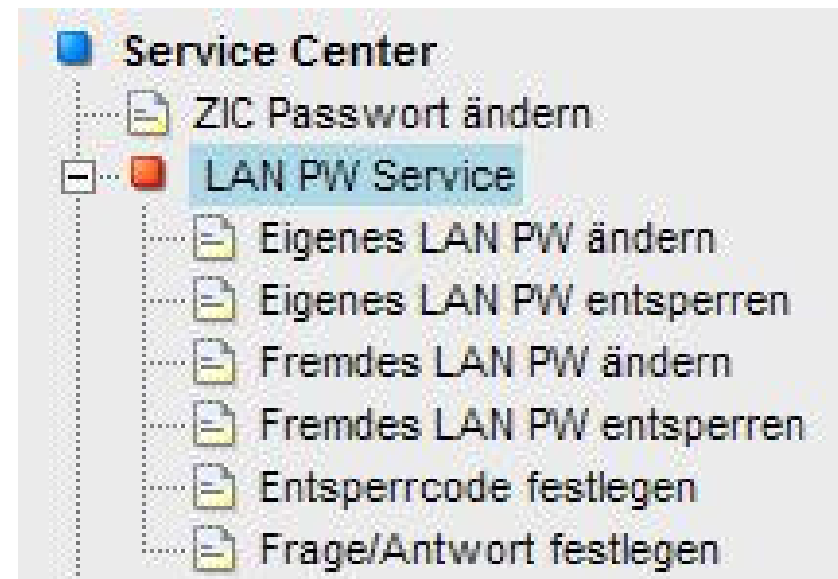 Service Center
ZIC Passwort ändern
LAN PW Service
Eigenes LAN PW ändern
Eigenes LAN PW entsperren
Fremdes LAN PW ändern
Fremdes LAN PW entsperren
Entsperrcode festlegen
Frage/Antwort festlegen